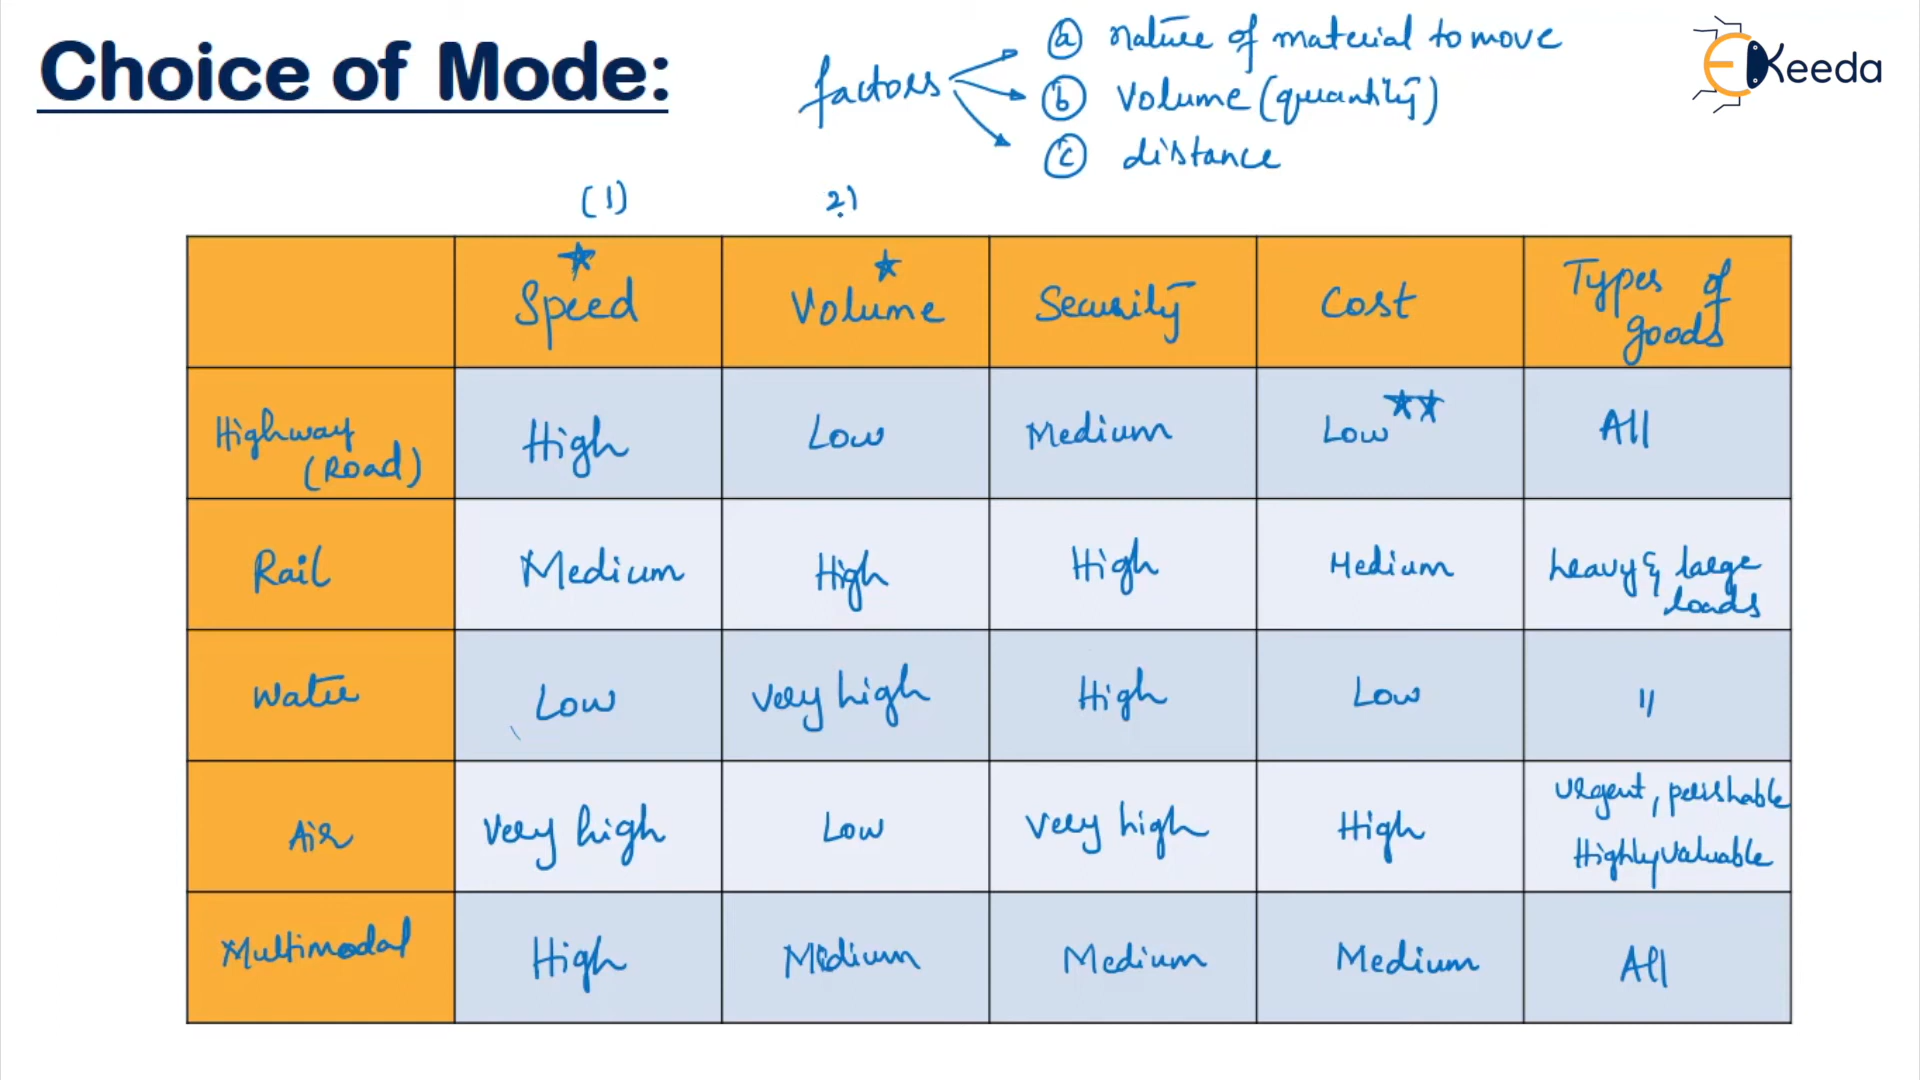 Choice of Mode:
factors
(a) nature of material to move
(b) volume (quantity)
(c) distance
EKeeda
(1) 2)
Speed Volume Security Cost Types of goods
Highway (Road) High Low Medium Low All
Rail Medium High High Medium heavy & large loads
Water Low very high High Low "
Air very high Low very high High urgent, perishable Highly valuable
Multimodal High Medium Medium Medium All